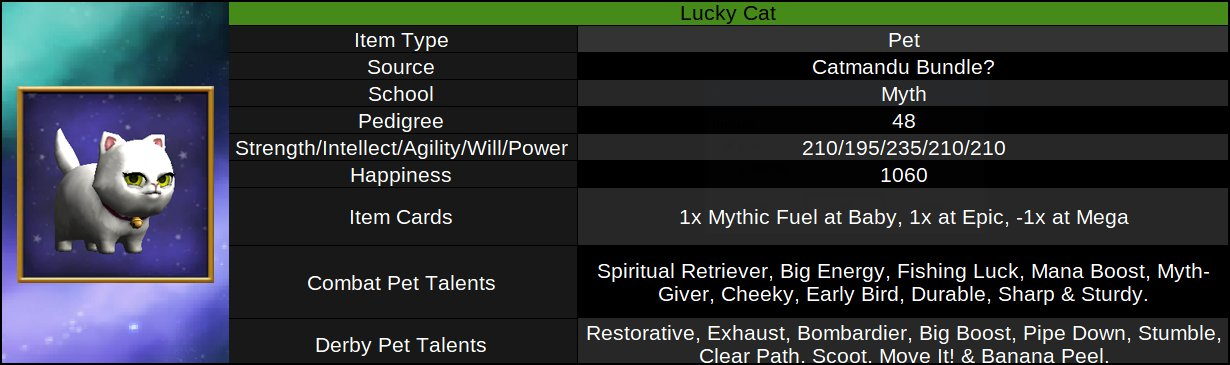 Lucky Cat
Item Type Pet
Source Catmandu Bundle?
School Myth
Pedigree 48
Strength/Intellect/Agility/Will/Power 210/195/235/210/210
Happiness 1060
Item Cards 1x Mythic Fuel at Baby, 1x at Epic, -1x at Mega
Combat Pet Talents Spiritual Retriever, Big Energy, Fishing Luck, Mana Boost, Myth-
Giver, Cheeky, Early Bird, Durable, Sharp & Sturdy.
Derby Pet Talents Restorative, Exhaust, Bombardier, Big Boost, Pipe Down, Stumble,
Clear Path, Scoot, Move It! & Banana Peel.